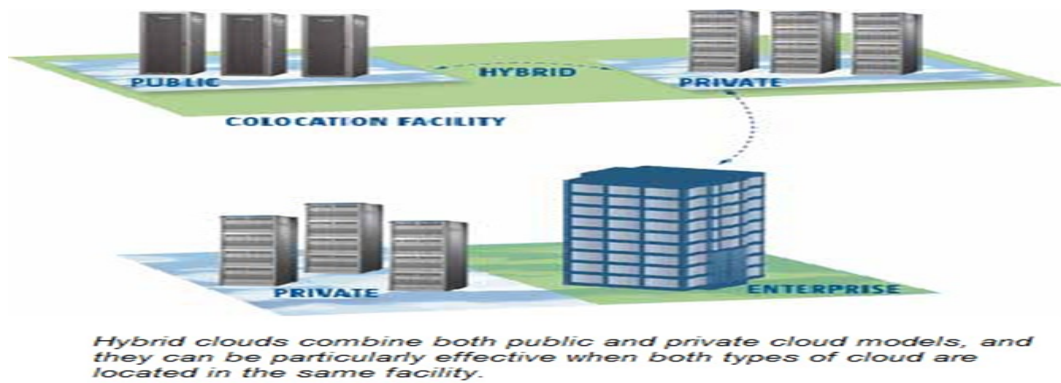 PUBLIC
HYBRID
PRIVATE
COLOCATION FACILITY
PRIVATE
ENTERPRISE
Hybrid clouds combine both public and private cloud models, and
they can be particularly effective when both types of cloud are
located in the same facility.